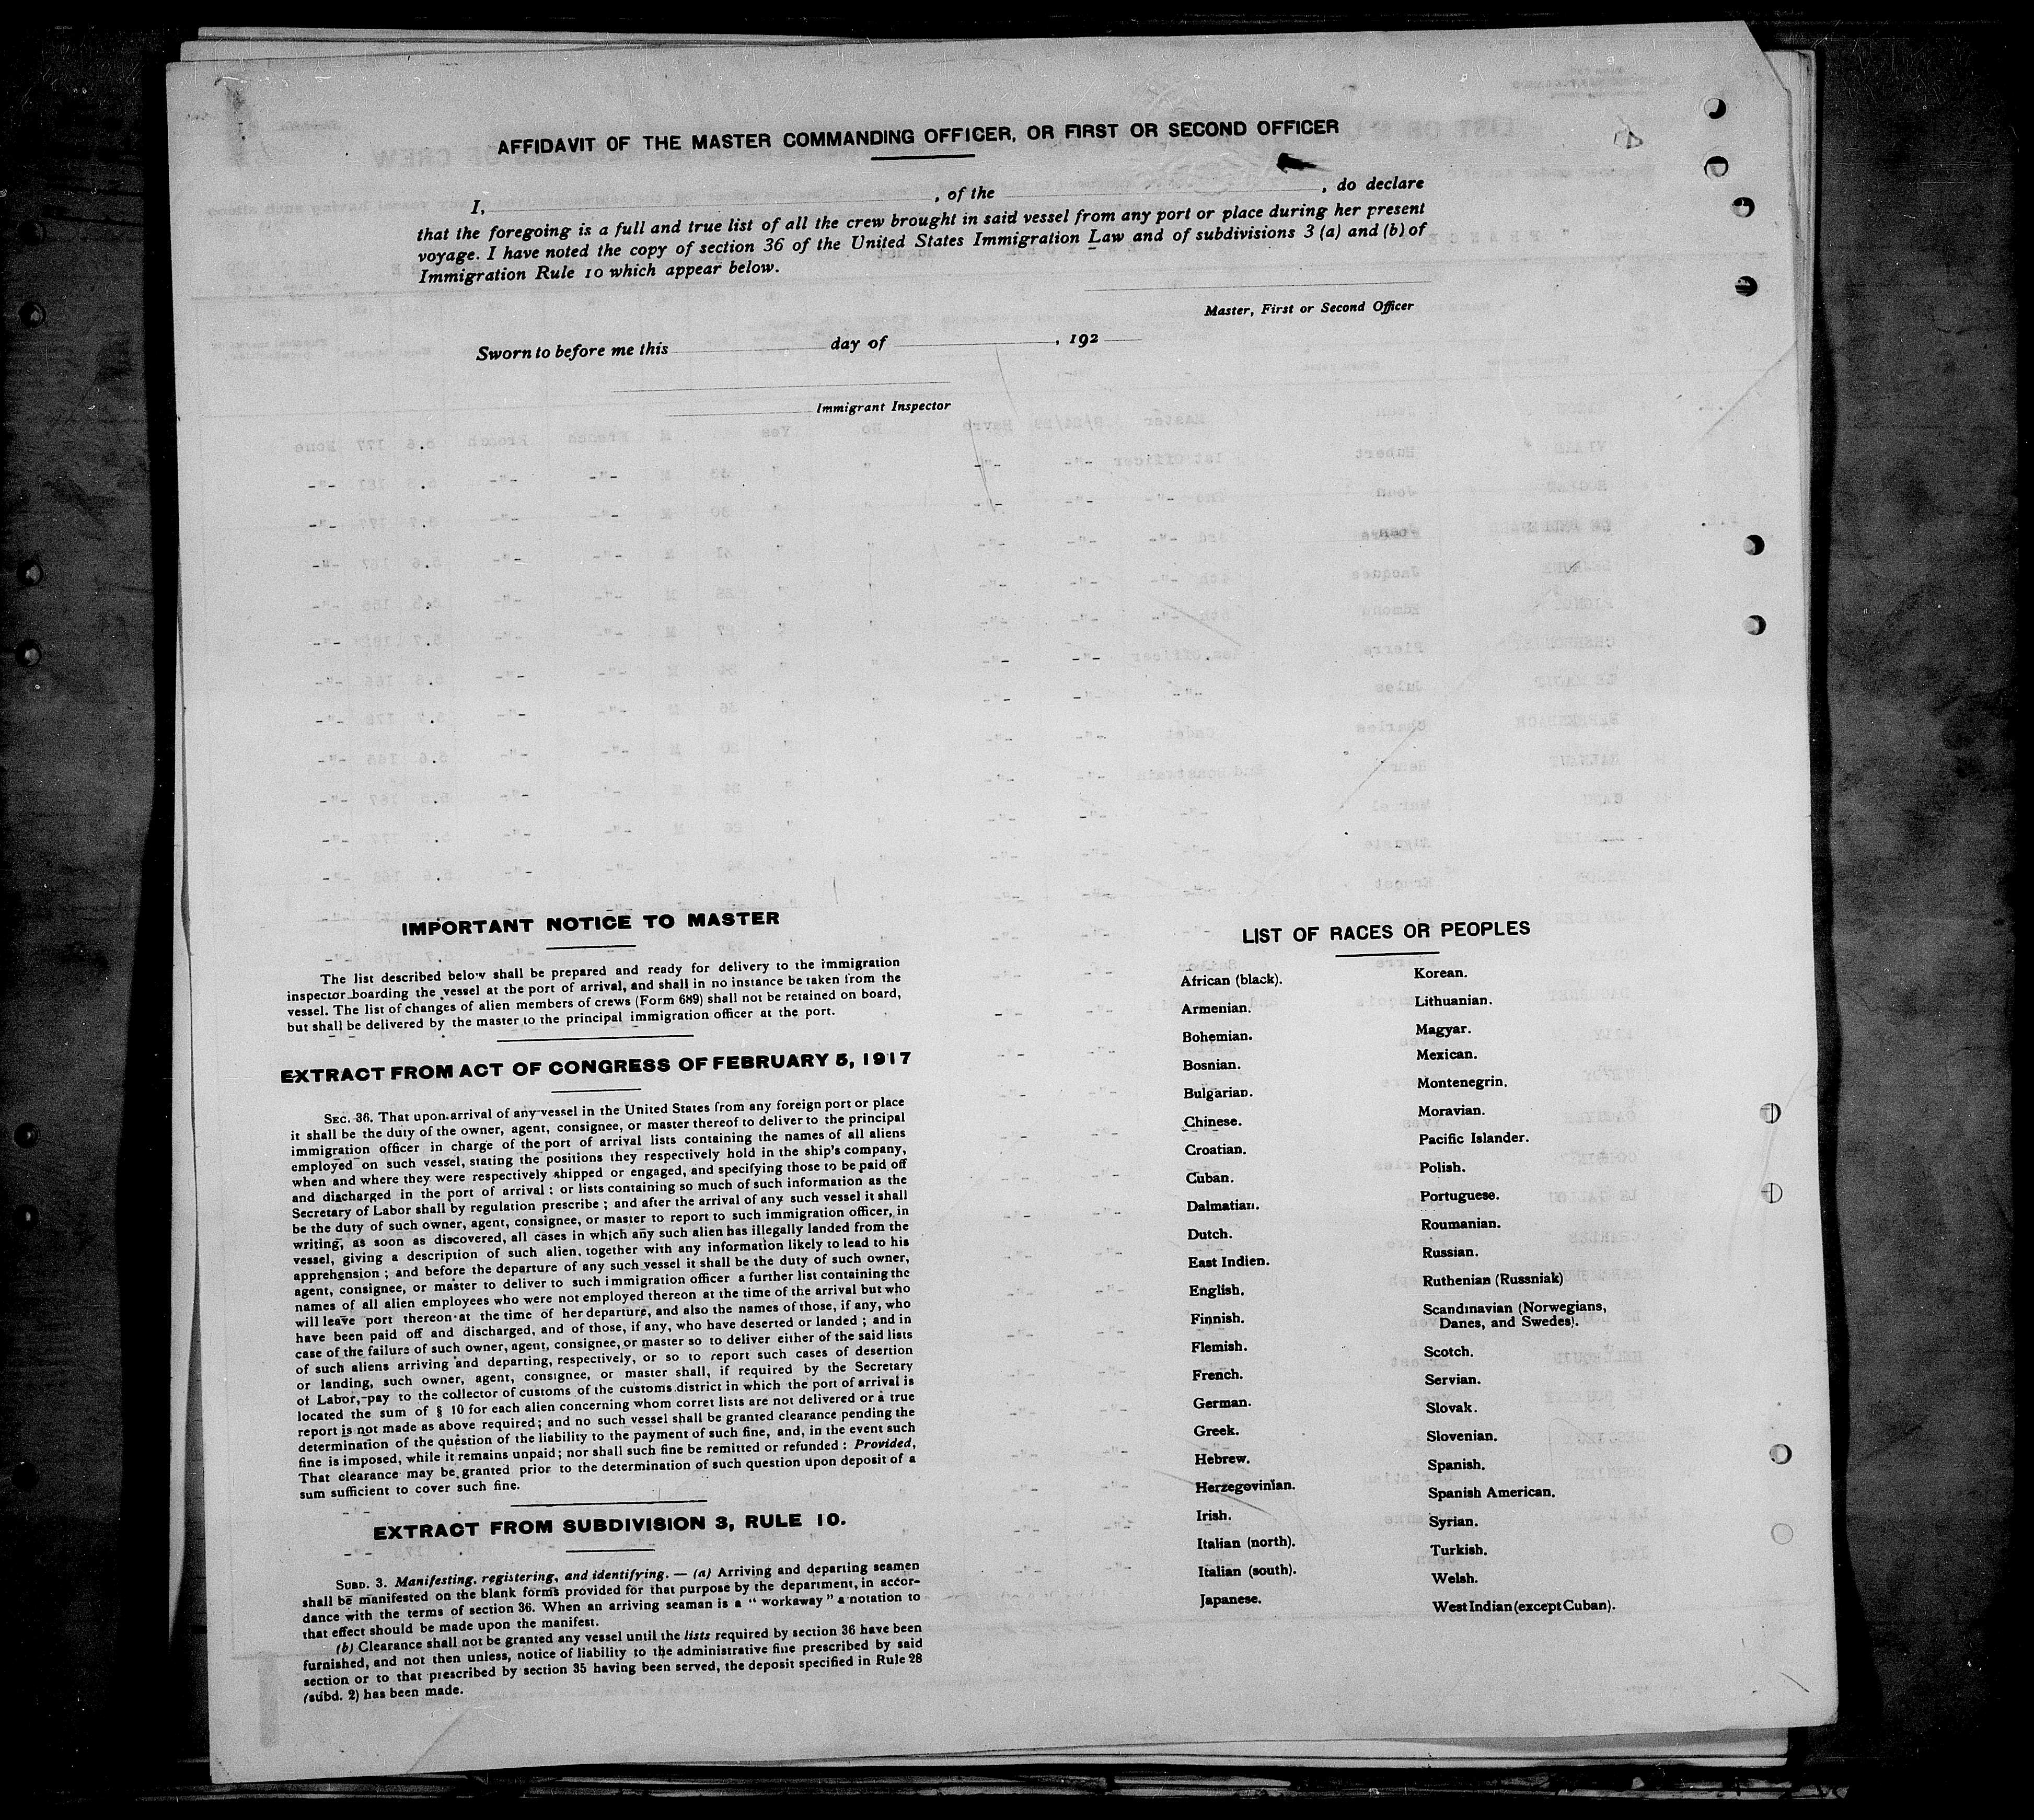 AFFIDAVIT OF THE MASTER COMMANDING OFFICER, OR FIRST OR SECOND OFFICER
I, , of the , do declare
that the foregoing is a full and true list of all the crew brought in said vessel from any port or place during her present
voyage. I have noted the copy of section 36 of the United States Immigration Law and of subdivisions 3 (a) and (b) of
Immigration Rule 10 which appear below.
Master, First or Second Officer
Sworn to before me this day of , 192
Immigrant Inspector
IMPORTANT NOTICE TO MASTER
The list described below shall be prepared and ready for delivery to the immigration
inspector boarding the vessel at the port of arrival, and shall in no instance be taken from the
vessel. The list of changes of alien members of crews (Form 689) shall not be retained on board,
but shall be delivered by the master to the principal immigration officer at the port.
EXTRACT FROM ACT OF CONGRESS OF FEBRUARY 5, 1917
SEC. 36. That upon arrival of any vessel in the United States from any foreign port or place
it shall be the duty of the owner, agent, consignee, or master thereof to deliver to the principal
immigration officer in charge of the port of arrival lists containing the names of all aliens
employed on such vessel, stating the positions they respectively hold in the ship's company,
when and where they were respectively shipped or engaged, and specifying those to be paid off
and discharged in the port of arrival; or lists containing so much of such information as the
Secretary of Labor shall by regulation prescribe; and after the arrival of any such vessel it shall
be the duty of such owner, agent, consignee, or master to report to such immigration officer, in
writing, as soon as discovered, all cases in which any such alien has illegally landed from the
vessel, giving a description of such alien, together with any information likely to lead to his
apprehension; and before the departure of any such vessel it shall be the duty of such owner,
agent, consignee, or master to deliver to such immigration officer a further list containing the
names of all alien employees who were not employed thereon at the time of the arrival but who
will leave port thereon at the time of her departure, and also the names of those, if any, who
have been paid off and discharged, and of those, if any, who have deserted or landed; and in
case of the failure of such owner, agent, consignee, or master so to deliver either of the said lists
of such aliens arriving and departing, respectively, or so to report such cases of desertion
or landing, such owner, agent, consignee, or master shall, if required by the Secretary
of Labor, pay to the collector of customs of the customs district in which the port of arrival is
located the sum of § 10 for each alien concerning whom corret lists are not delivered or a true
report is not made as above required; and no such vessel shall be granted clearance pending the
determination of the question of the liability to the payment of such fine, and, in the event such
fine is imposed, while it remains unpaid; nor shall such fine be remitted or refunded: Provided,
That clearance may be granted prior to the determination of such question upon deposit of a
sum sufficient to cover such fine.
EXTRACT FROM SUBDIVISION 3, RULE 10.
SUBD. 3. Manifesting, registering, and identifying. — (a) Arriving and departing seamen
shall be manifested on the blank forms provided for that purpose by the department, in accor-
dance with the terms of section 36. When an arriving seaman is a "workaway" a notation to
that effect should be made upon the manifest.
(b) Clearance shall not be granted any vessel until the lists required by section 36 have been
furnished, and not then unless, notice of liability to the administrative fine prescribed by said
section or to that prescribed by section 35 having been served, the deposit specified in Rule 28
(subd. 2) has been made.
LIST OF RACES OR PEOPLES
African (black).
Armenian.
Bohemian.
Bosnian.
Bulgarian.
Chinese.
Croatian.
Cuban.
Dalmatian.
Dutch.
East Indien.
English.
Finnish.
Flemish.
French.
German.
Greek.
Hebrew.
Herzegovinian.
Irish.
Italian (north).
Italian (south).
Japanese.
Korean.
Lithuanian.
Magyar.
Mexican.
Montenegrin.
Moravian.
Pacific Islander.
Polish.
Portuguese.
Roumanian.
Russian.
Ruthenian (Russniak)
Scandinavian (Norwegians,
Danes, and Swedes).
Scotch.
Servian.
Slovak.
Slovenian.
Spanish.
Spanish American.
Syrian.
Turkish.
Welsh.
West Indian (except Cuban).